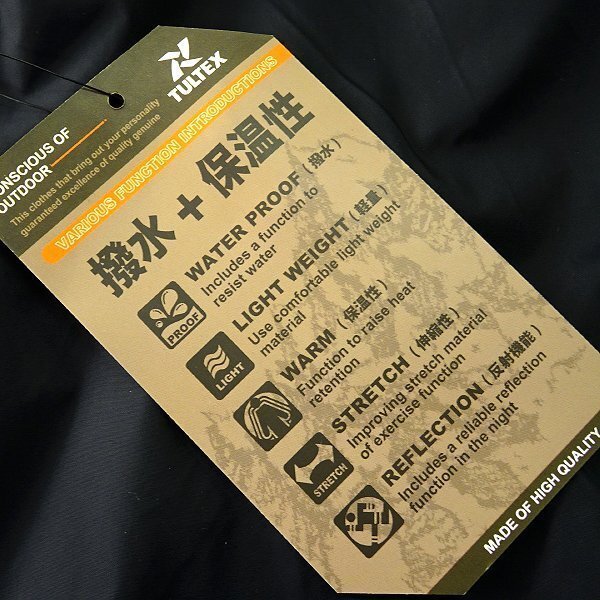 TULTEX
CONSCIOUS OF
OUTDOOR
This clothes that bring out your personality
guaranteed excellence of quality genuine
VARIOUS FUNCTION INTRODUCTIONS
撥水 + 保温性
WATER PROOF (撥水)
Includes a function to
resist water
PROOF
LIGHT WEIGHT (軽量)
Use comfortable light weight
material
LIGHT
WARM (保温性)
Function to raise heat
retention
STRETCH (伸縮性)
Improving stretch material
of exercise function
STRETCH
REFLECTION (反射機能)
Includes a reliable reflection
function in the night
MADE OF HIGH QUALITY